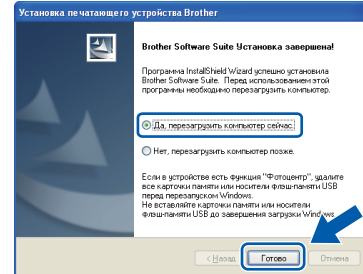 Установка печатающего устройства Brother
Brother Software Suite Установка завершена!
Программа InstallShield Wizard успешно установила
Brother Software Suite. Перед использованием этой
программы необходимо перезагрузить компьютер.
Да, перезагрузить компьютер сейчас.
Нет, перезагрузить компьютер позже.
Если в устройстве есть функция "Фотоцентр", удалите
все карточки памяти или носители флэш-памяти USB
перед перезапуском Windows.
Не вставляйте карточки памяти или носители
флэш-памяти USB до завершения загрузки Windows
< Назад Готово Отмена